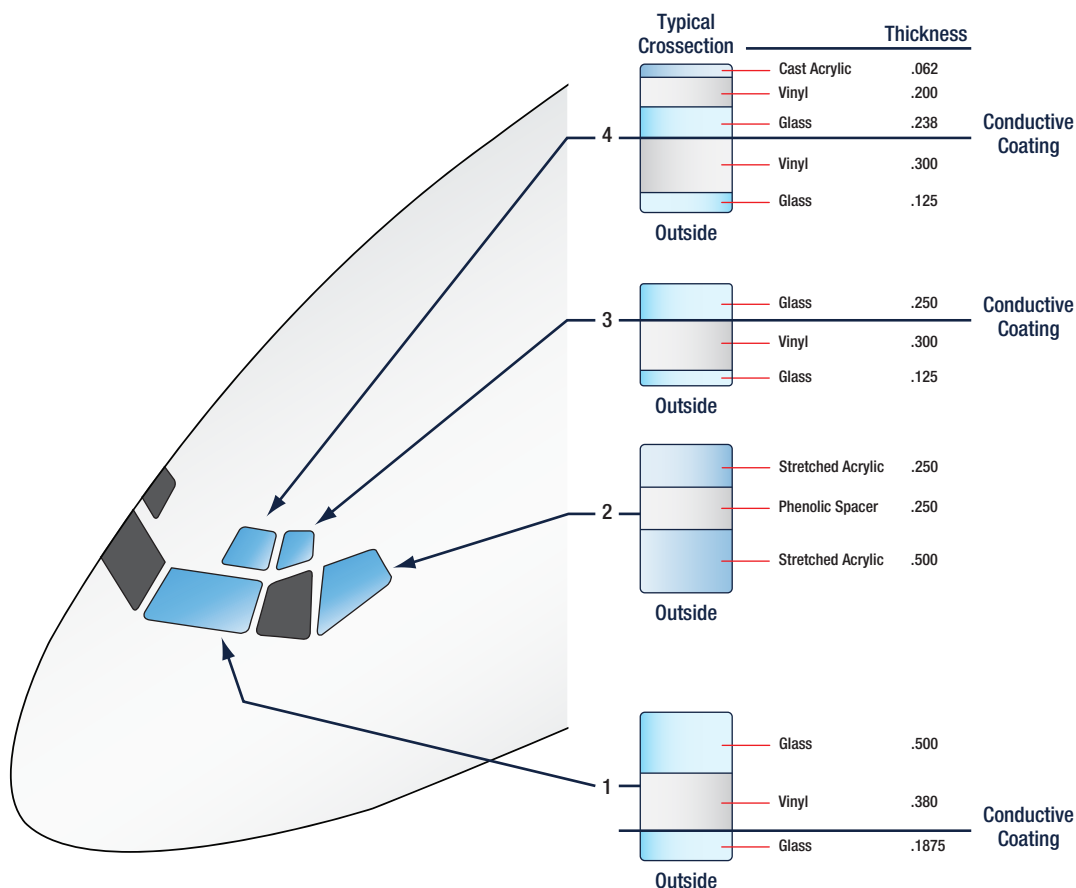 Typical
Crossection
Thickness
Cast Acrylic .062
Vinyl .200
Glass .238
4
Conductive
Coating
Vinyl .300
Glass .125
Outside
Glass .250
3
Conductive
Coating
Vinyl .300
Glass .125
Outside
Stretched Acrylic .250
2
Phenolic Spacer .250
Stretched Acrylic .500
Outside
Glass .500
1
Vinyl .380
Conductive
Coating
Glass .1875
Outside